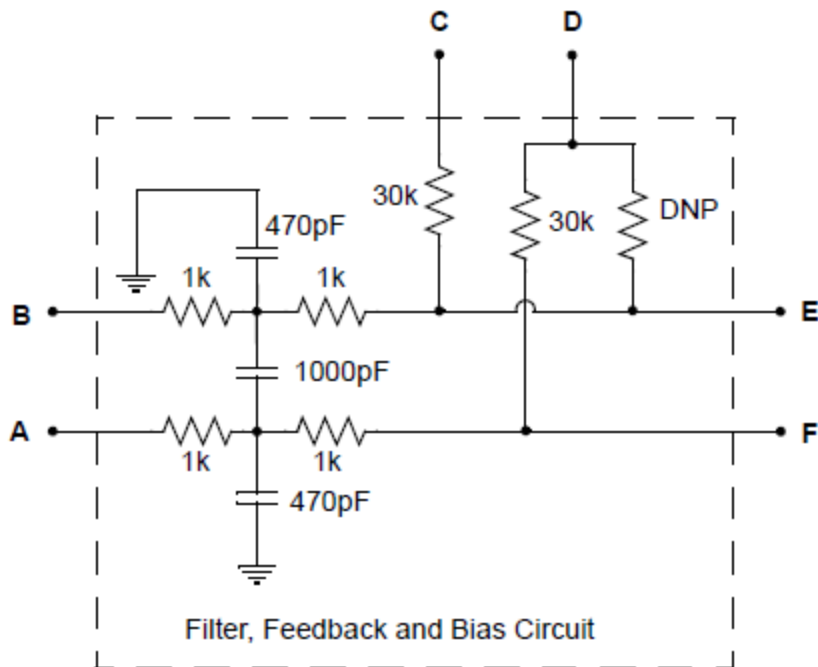 C D
30k 30k DNP
470pF
1k 1k
B E
1000pF
A F
1k 1k
470pF
Filter, Feedback and Bias Circuit